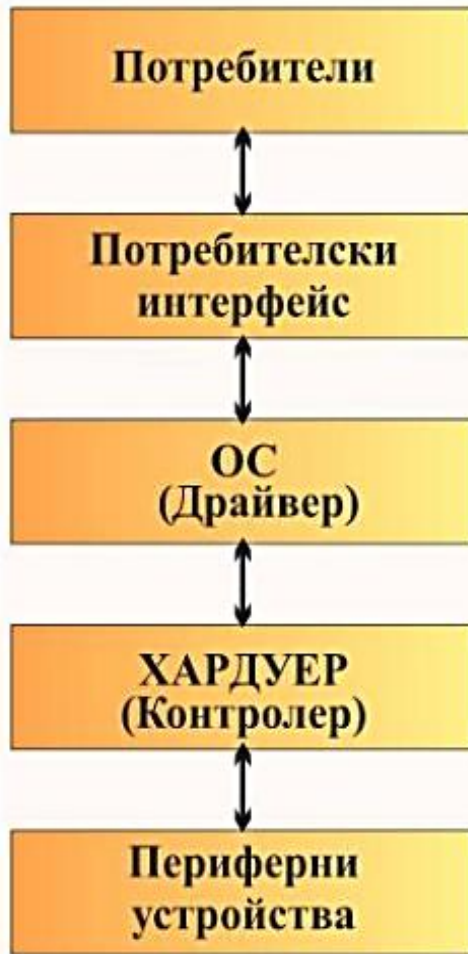 Потребители
Потребителски
интерфейс
ОС
(Драйвер)
ХАРДУЕР
(Контролер)
Периферни
устройства